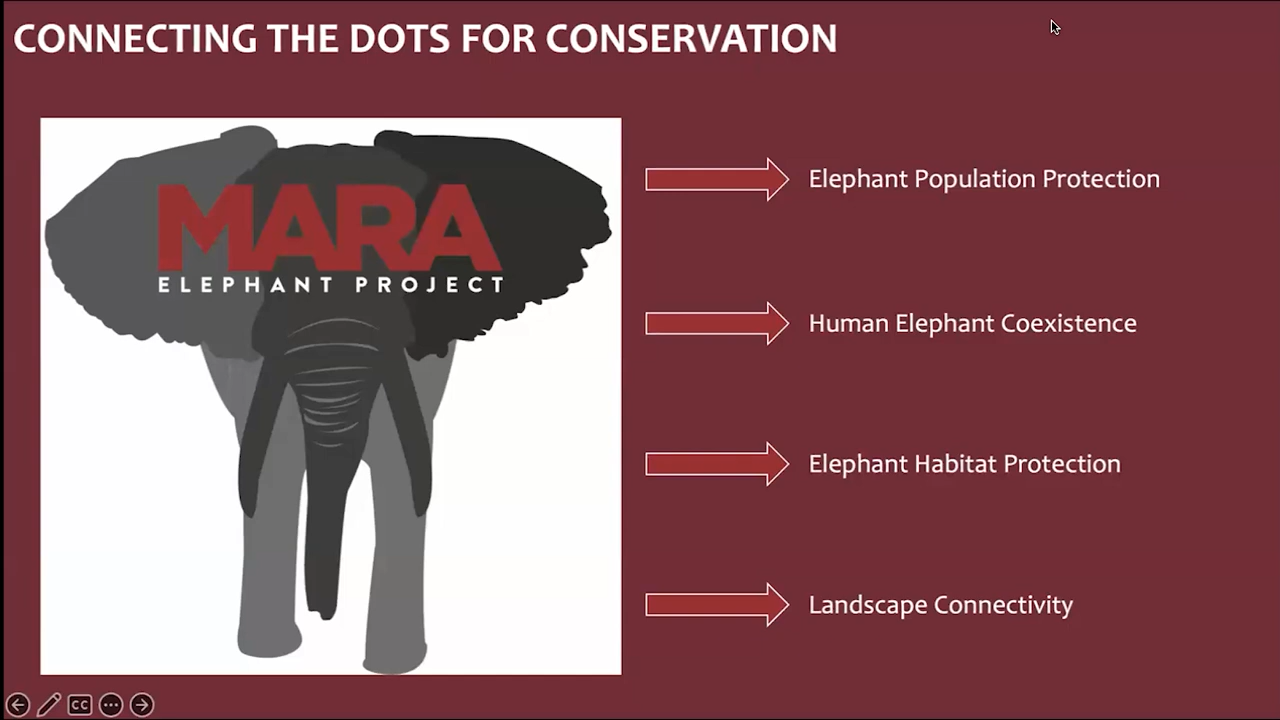 CONNECTING THE DOTS FOR CONSERVATION
MARA
ELEPHANT PROJECT
Elephant Population Protection
Human Elephant Coexistence
Elephant Habitat Protection
Landscape Connectivity
CC